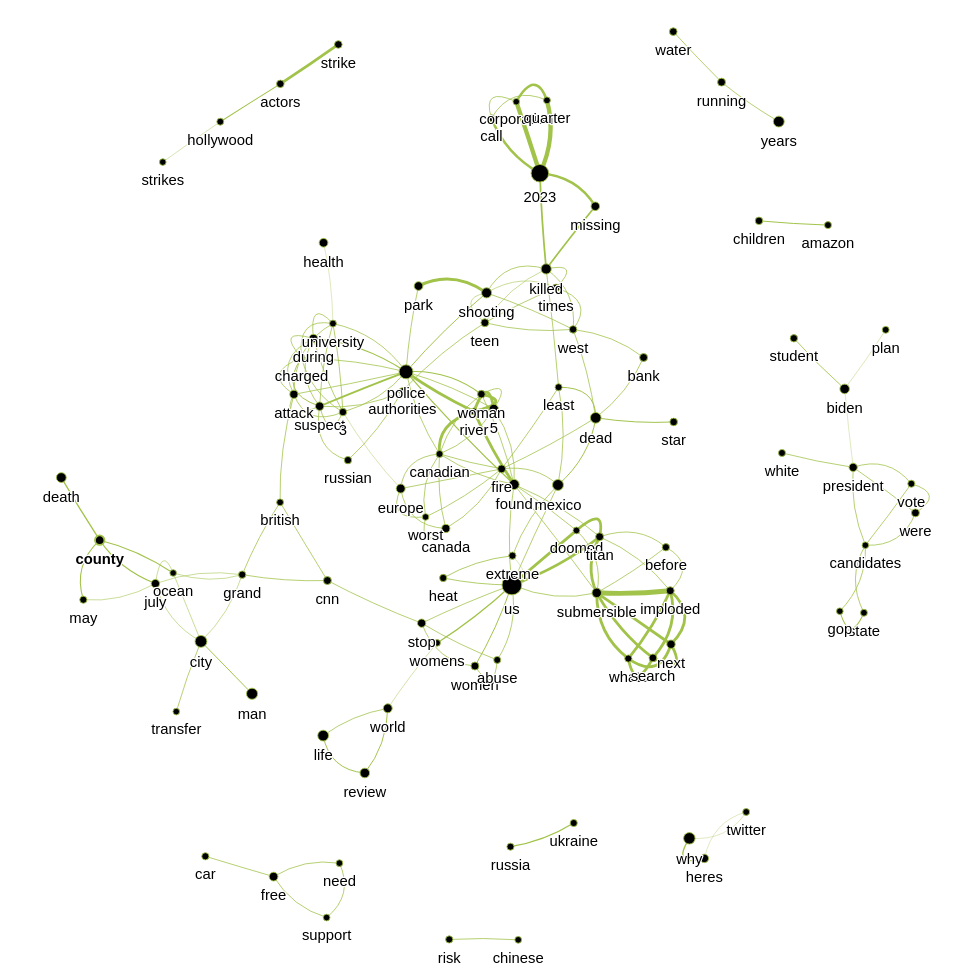 water
strike
running
actors
corpora
quarter
call
hollywood
years
strikes
2023
missing
children
amazon
health
killed
times
park
shooting
university
teen
west
during
student
plan
charged
bank
police
authorities
least
biden
attack
woman
suspect
3
river
5
dead
star
white
canadian
russian
president
fire
vote
death
europe
found
mexico
british
were
worst
canada
doomed
titan
county
before
candidates
extreme
ocean
grand
heat
cnn
july
us
submersible
imploded
may
gop
state
stop
city
womens
next
women
abuse
search
man
world
transfer
life
review
twitter
ukraine
why
russia
heres
car
need
free
support
risk
chinese